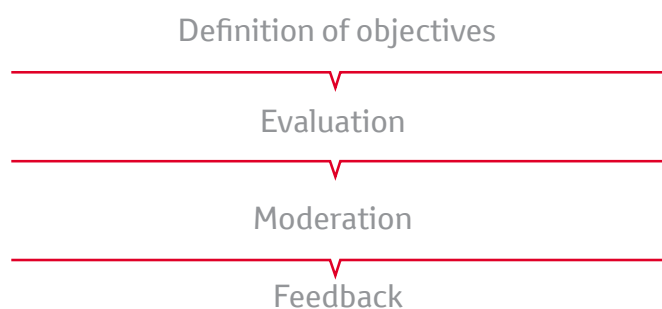 Definition of objectives
Evaluation
Moderation
Feedback